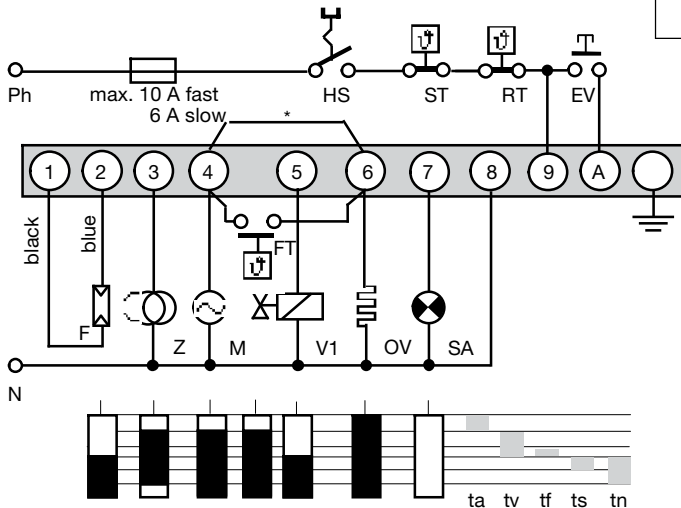 Ph
max. 10 A fast
6 A slow
HS
ϑ
ST
ϑ
RT
EV
*
1 2 3 4 5 6 7 8 9 A
black
blue
FT
ϑ
F
Z
M
V1
OV
SA
N
ta tv tf ts tn